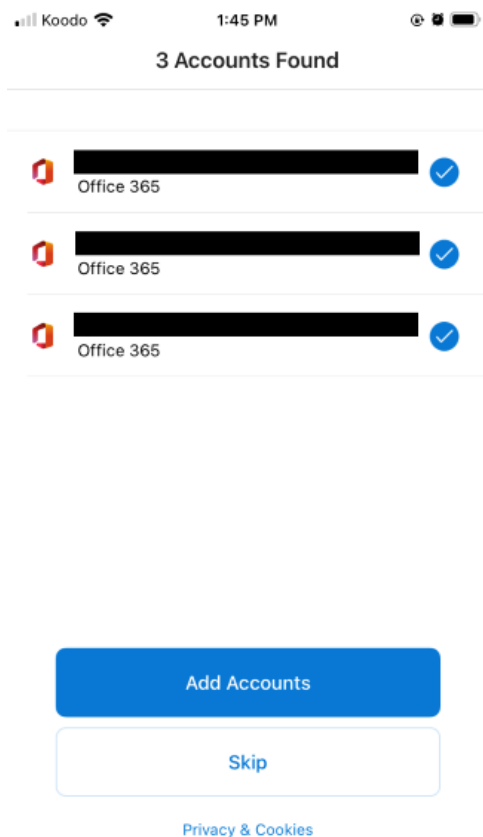 Koodo 1:45 PM
3 Accounts Found
Office 365
Office 365
Office 365
Add Accounts
Skip
Privacy & Cookies